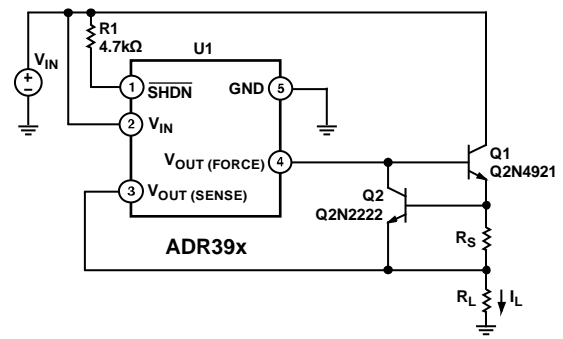 R1
4.7kΩ
U1
VIN
+
−
1
SHDN
GND
5
2
VIN
VOUT (FORCE)
4
Q1
Q2N4921
3
VOUT (SENSE)
Q2
Q2N2222
RS
ADR39x
RL
IL